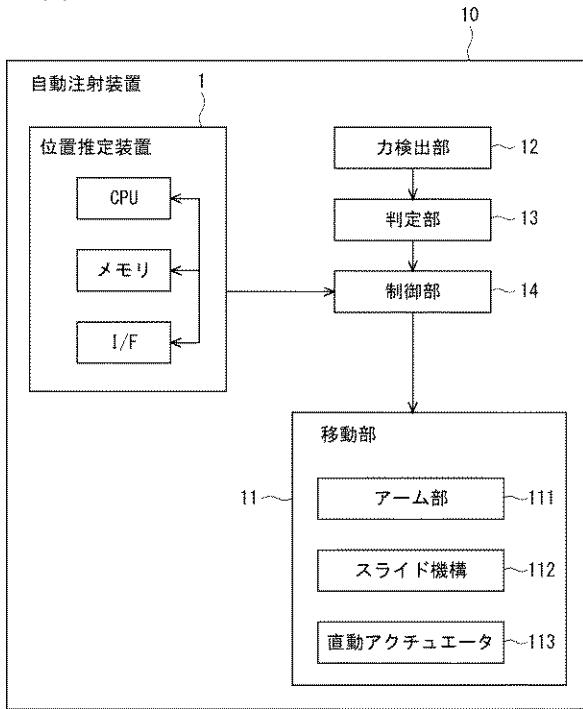 10
自動注射装置
1
位置推定装置
CPU
メモリ
I/F
力検出部
12
判定部
13
制御部
14
移動部
11
アーム部
111
スライド機構
112
直動アクチュエータ
113